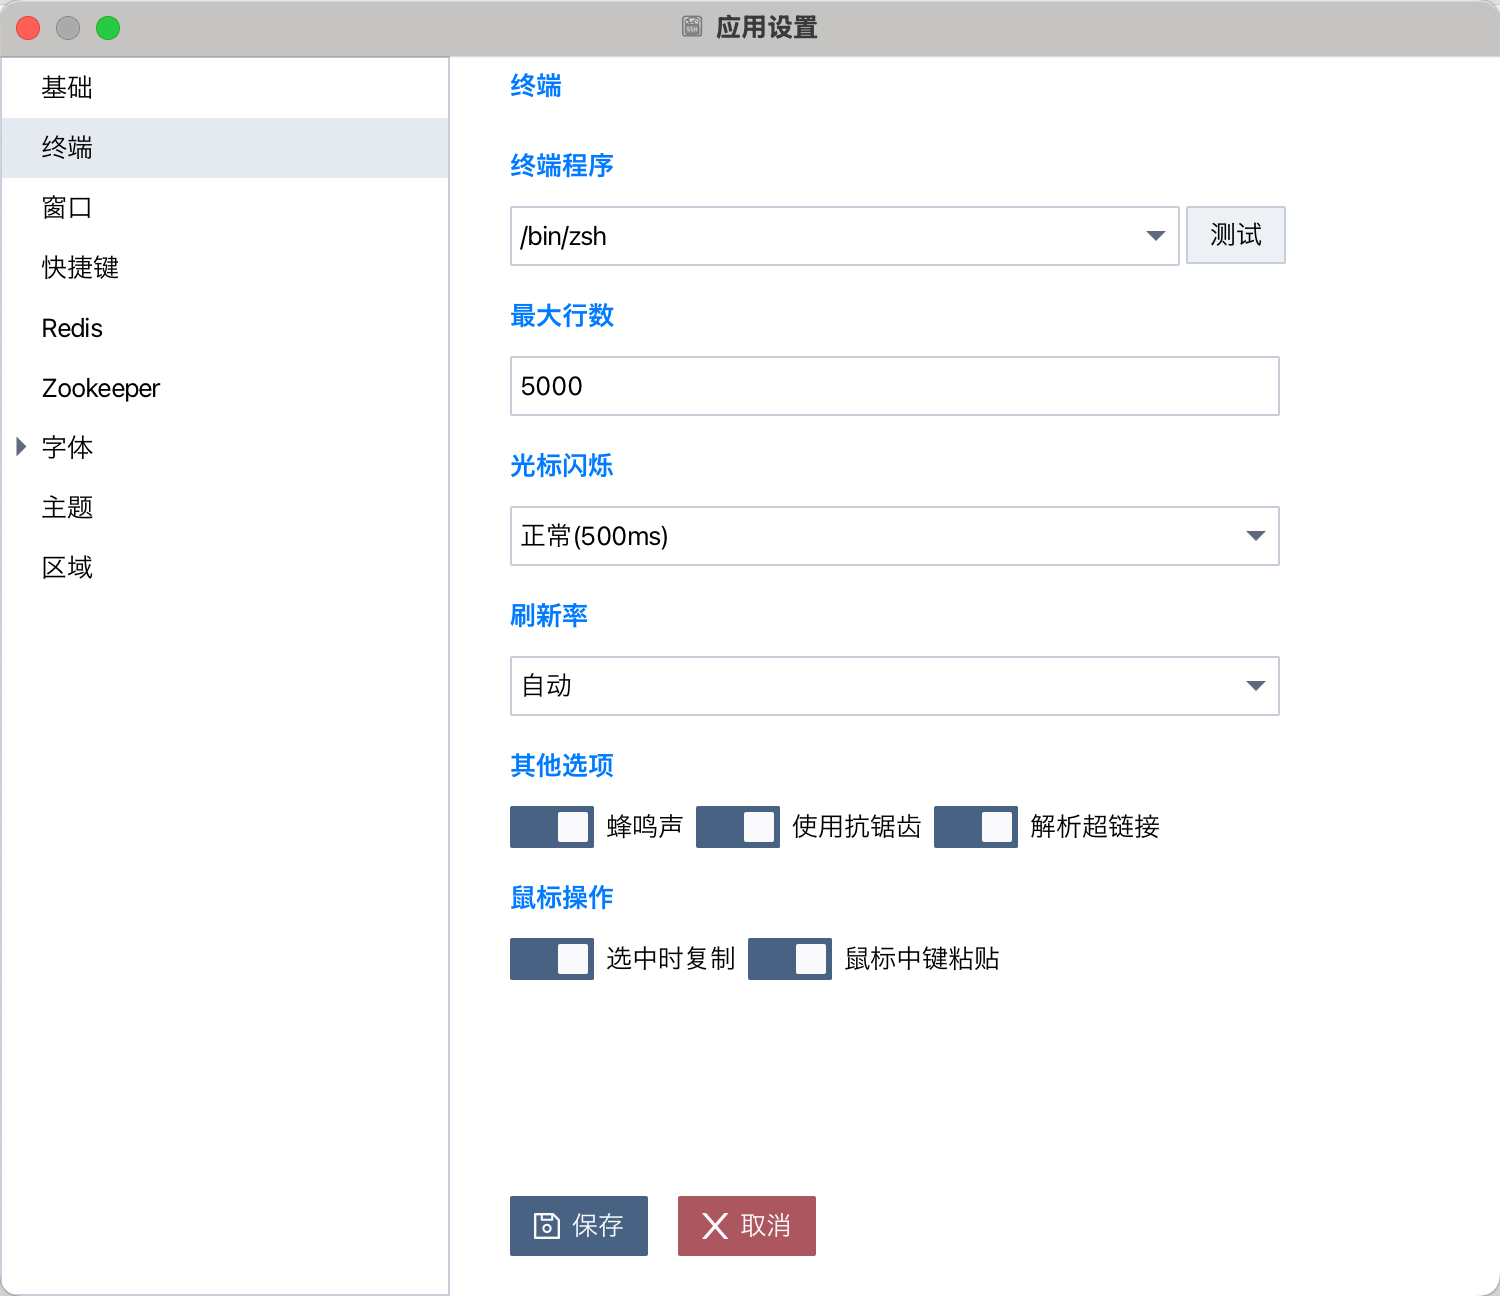 应用设置
基础
终端
窗口
快捷键
Redis
Zookeeper
字体
主题
区域
终端
终端程序
/bin/zsh
测试
最大行数
5000
光标闪烁
正常(500ms)
刷新率
自动
其他选项
蜂鸣声 使用抗锯齿 解析超链接
鼠标操作
选中时复制 鼠标中键粘贴
保存 取消